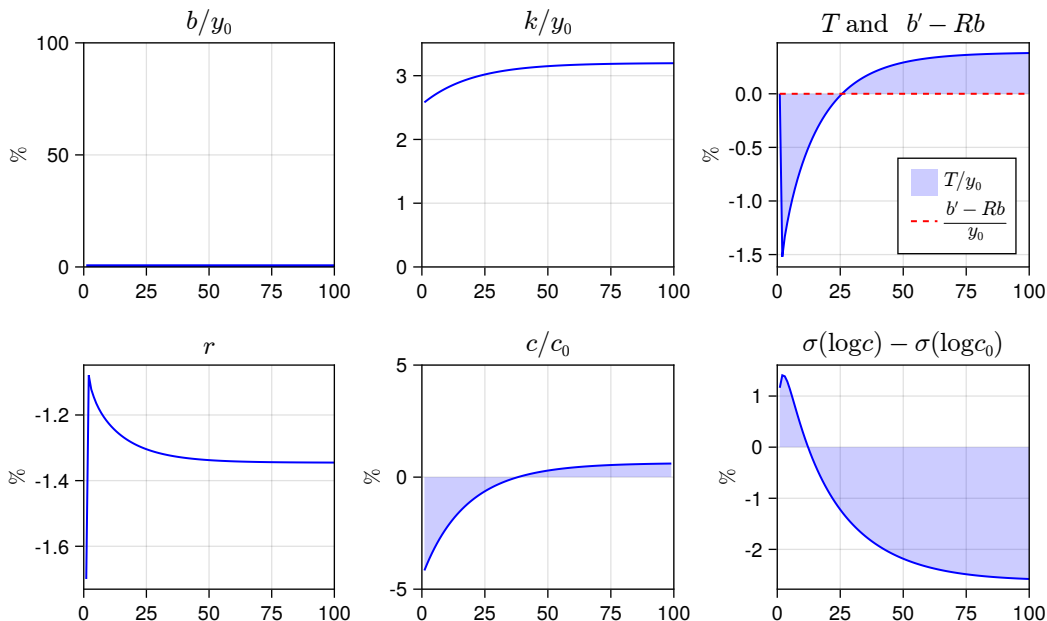 b/y₀
k/y₀
T and b′ − Rb
100
50
0
%
0 25 50 75 100
3
2
1
0
0 25 50 75 100
0.0
-0.5
-1.0
-1.5
%
T/y₀
b′ − Rb
y₀
0 25 50 75 100
r
c/c₀
σ(logc) − σ(logc₀)
-1.2
-1.4
-1.6
%
0 25 50 75 100
5
0
-5
%
0 25 50 75 100
1
0
-1
-2
%
0 25 50 75 100